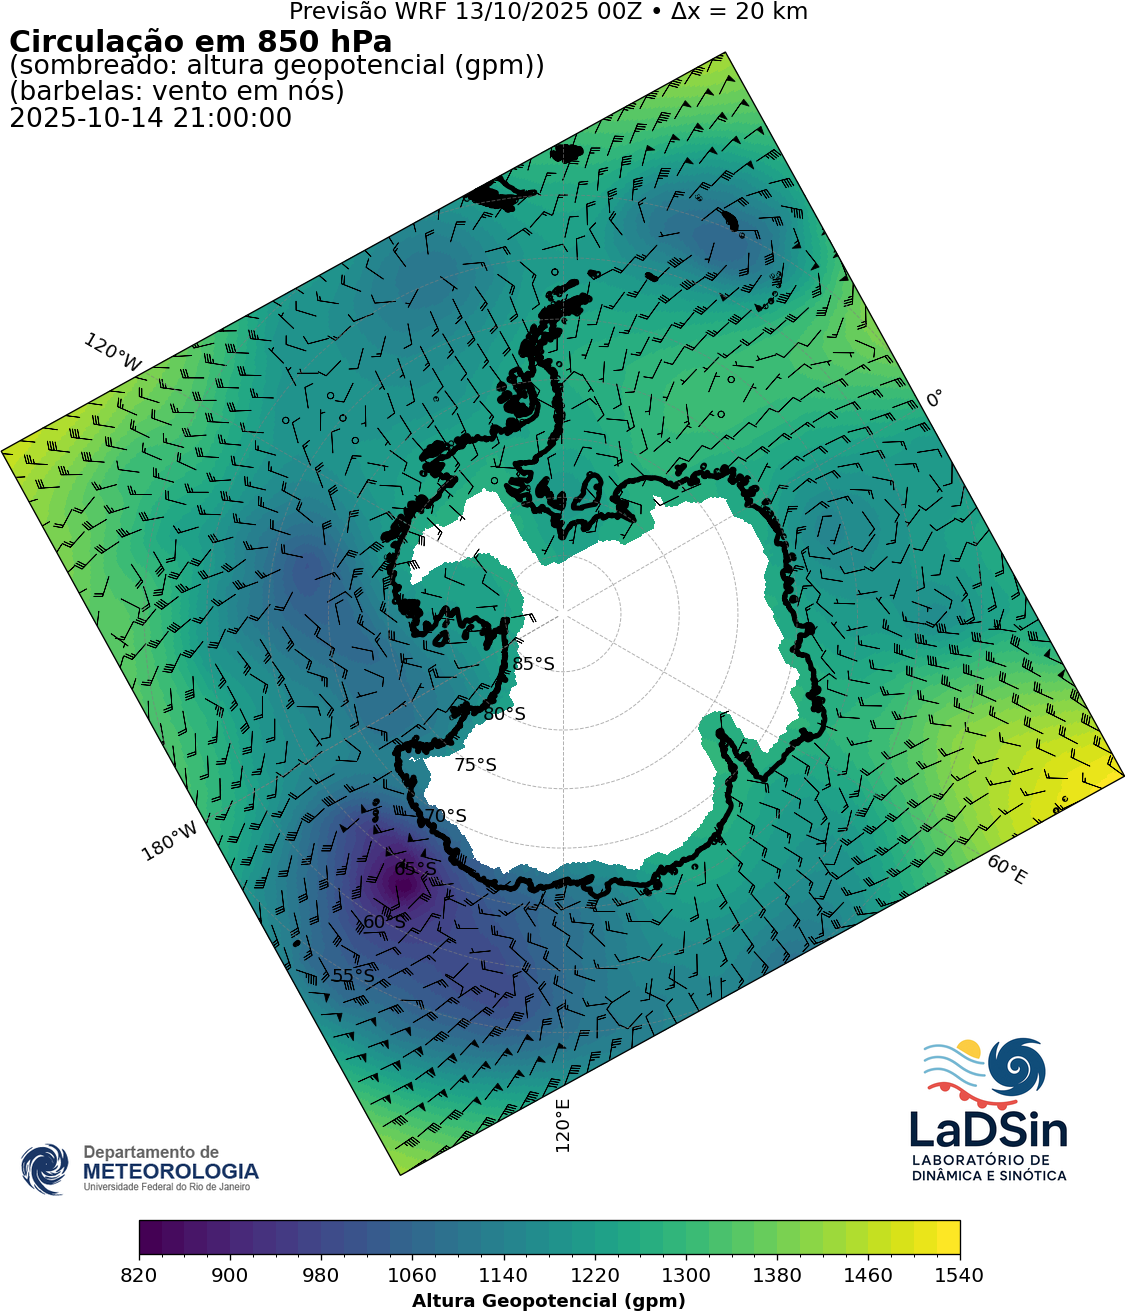 Previsão WRF 13/10/2025 00Z • Δx = 20 km
Circulação em 850 hPa
(sombreado: altura geopotencial (gpm))
(barbelas: vento em nós)
2025-10-14 21:00:00
120°W
0°
85°S
80°S
75°S
70°S
65°S
60°S
55°S
180°W
60°E
120°E
Departamento de
METEOROLOGIA
Universidade Federal do Rio de Janeiro
LaDSin
LABORATÓRIO DE
DINÂMICA E SINÓTICA
820 900 980 1060 1140 1220 1300 1380 1460 1540
Altura Geopotencial (gpm)